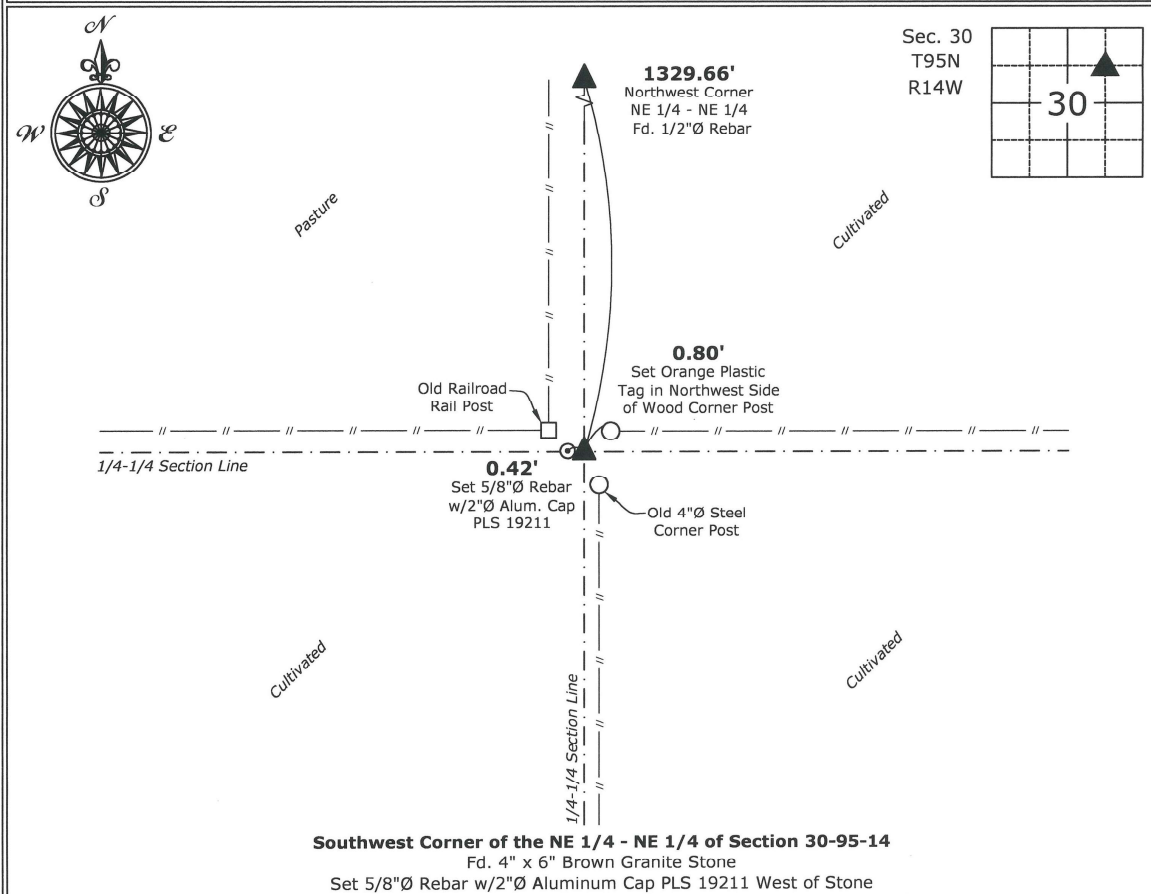 N
W
E
S
Sec. 30
T95N
R14W
30
1329.66'
Northwest Corner
NE 1/4 - NE 1/4
Fd. 1/2"Ø Rebar
Pasture
Cultivated
0.80'
Set Orange Plastic
Tag in Northwest Side
of Wood Corner Post
Old Railroad
Rail Post
1/4-1/4 Section Line
0.42'
Set 5/8"Ø Rebar
w/2"Ø Alum. Cap
PLS 19211
Old 4"Ø Steel
Corner Post
Cultivated
Cultivated
1/4-1/4 Section Line
Southwest Corner of the NE 1/4 - NE 1/4 of Section 30-95-14
Fd. 4" x 6" Brown Granite Stone
Set 5/8"Ø Rebar w/2"Ø Aluminum Cap PLS 19211 West of Stone